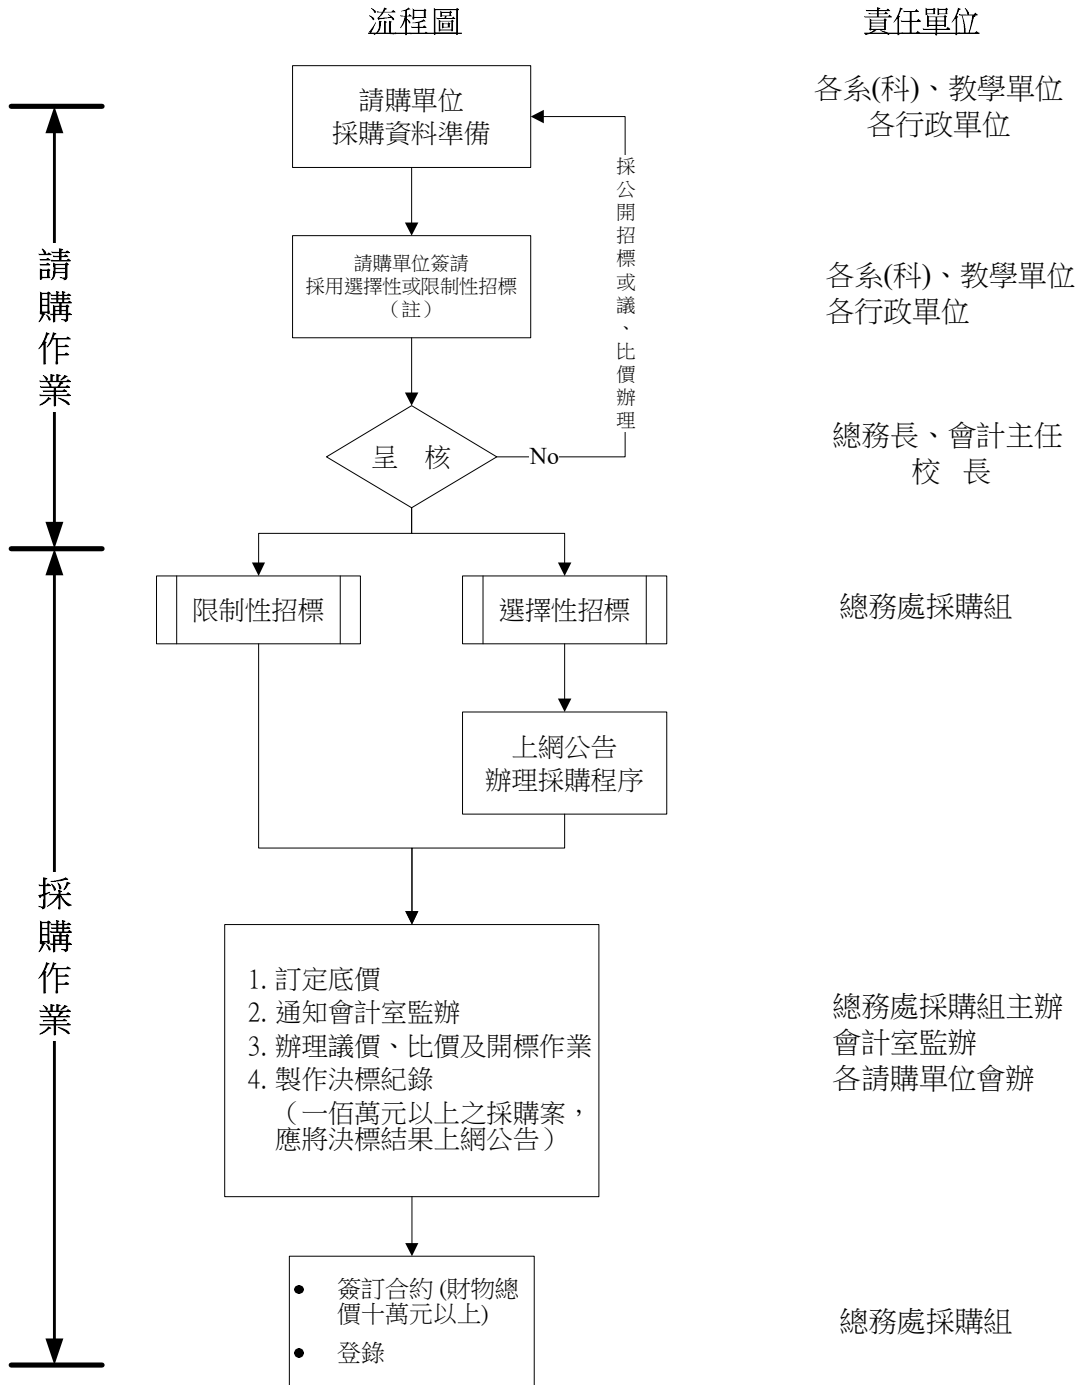 流程圖
責任單位
請購單位
採購資料準備
各系(科)、教學單位
各行政單位
採公開招標或議、比價辦理
請購作業
請購單位簽請
採用選擇性或限制性招標
（註）
各系(科)、教學單位
各行政單位
呈 核
No
總務長、會計主任
校 長
限制性招標
選擇性招標
總務處採購組
上網公告
辦理採購程序
採購作業
1. 訂定底價
2. 通知會計室監辦
3. 辦理議價、比價及開標作業
4. 製作決標紀錄
（一佰萬元以上之採購案，
應將決標結果上網公告）
總務處採購組主辦
會計室監辦
各請購單位會辦
• 簽訂合約 (財物總
價十萬元以上)
• 登錄
總務處採購組